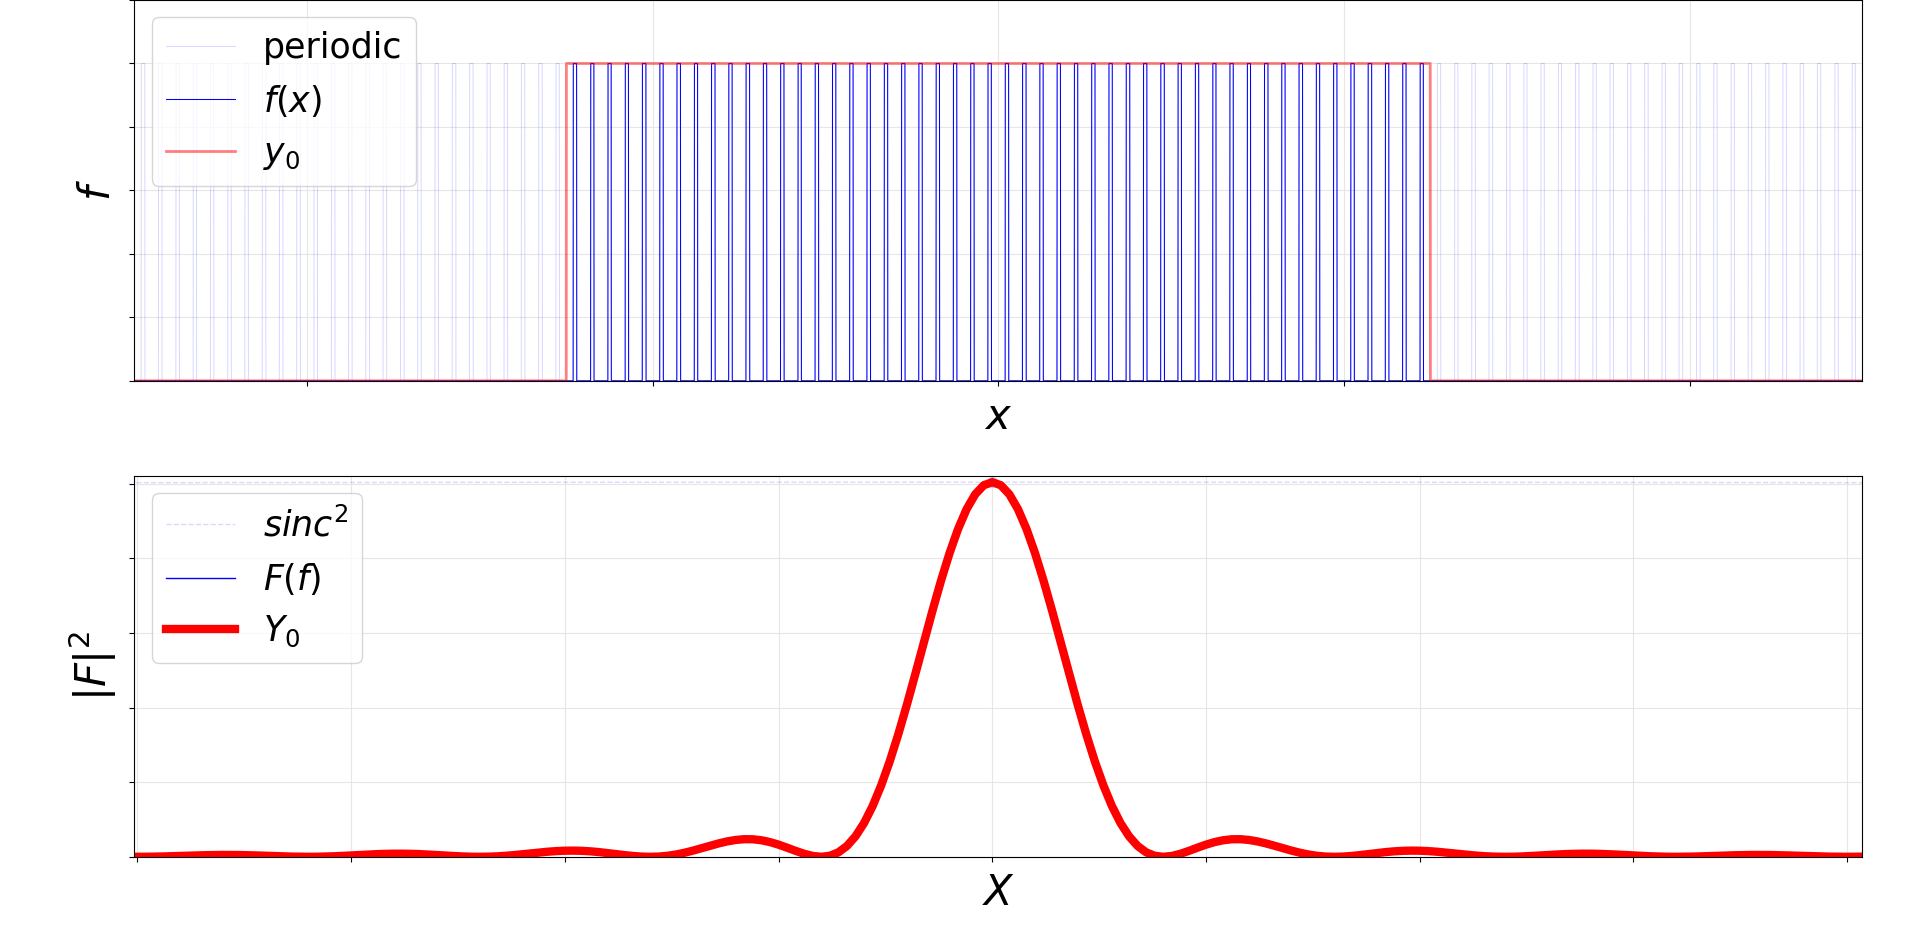 periodic
f(x)
y₀
f
x
sinc²
F(f)
Y₀
|F|²
X